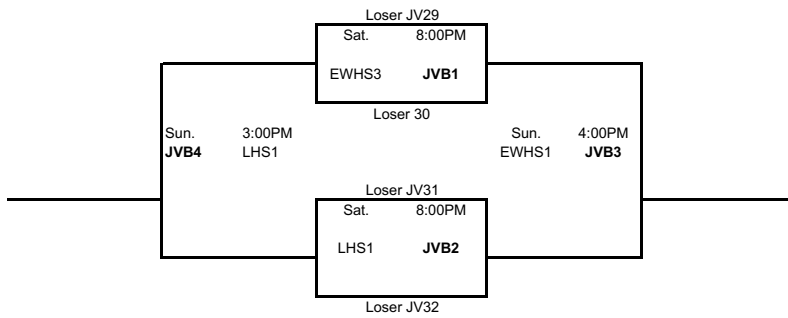 Loser JV29
Sat. 8:00PM
EWHS3 JVB1
Loser 30
Sun. 3:00PM
JVB4 LHS1
Sun. 4:00PM
EWHS1 JVB3
Loser JV31
Sat. 8:00PM
LHS1 JVB2
Loser JV32